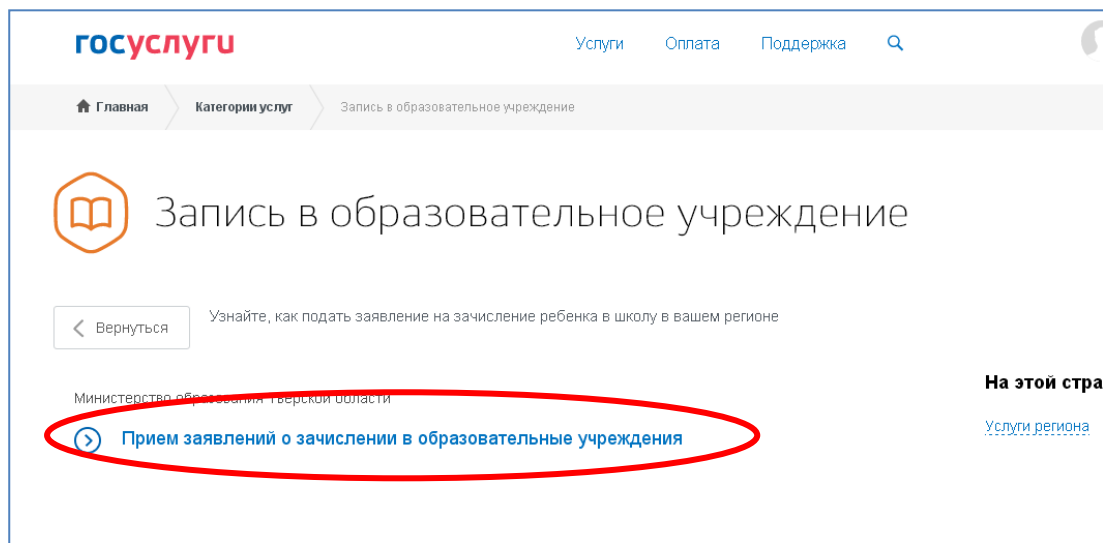 госуслуги
Услуги Оплата Поддержка
Главная Категории услуг Запись в образовательное учреждение
Запись в образовательное учреждение
Вернуться
Узнайте, как подать заявление на зачисление ребенка в школу в вашем регионе
На этой стра
Министерство образования Тверской области
Прием заявлений о зачислении в образовательные учреждения
Услуги региона